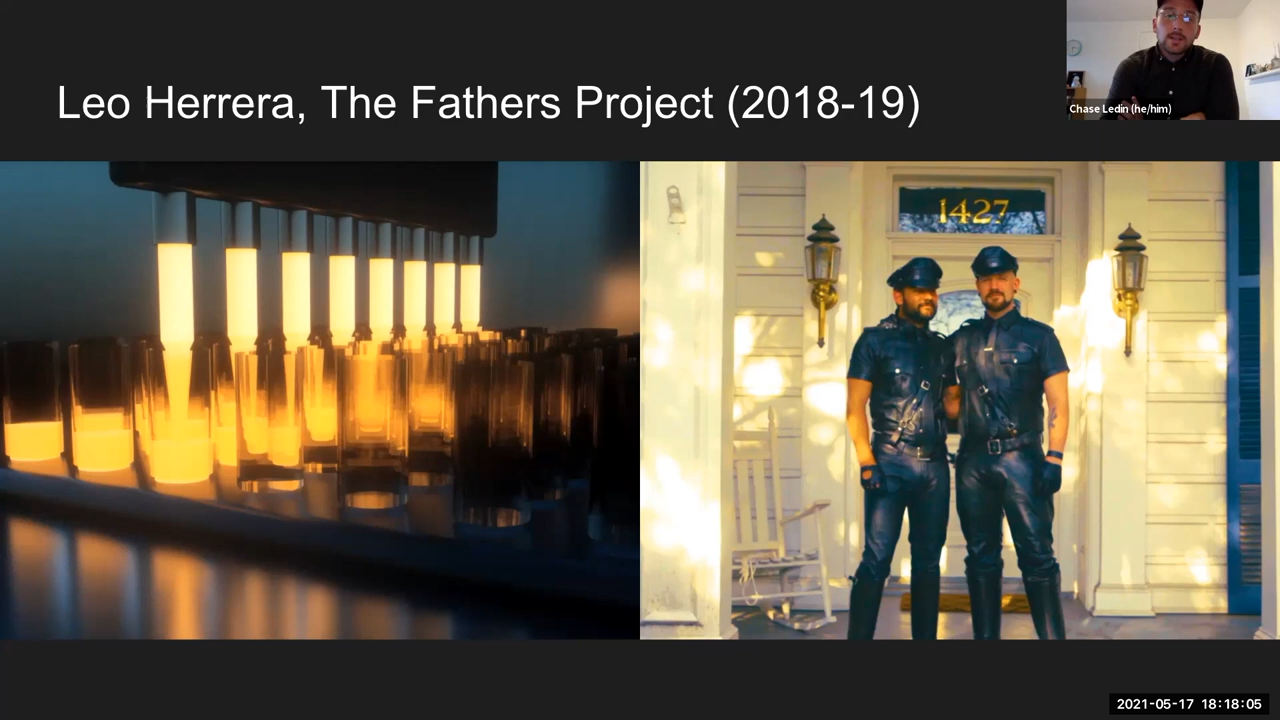 Leo Herrera, The Fathers Project (2018-19)
Chase Ledin (he/him)
1427
2021-05-17 18:18:05